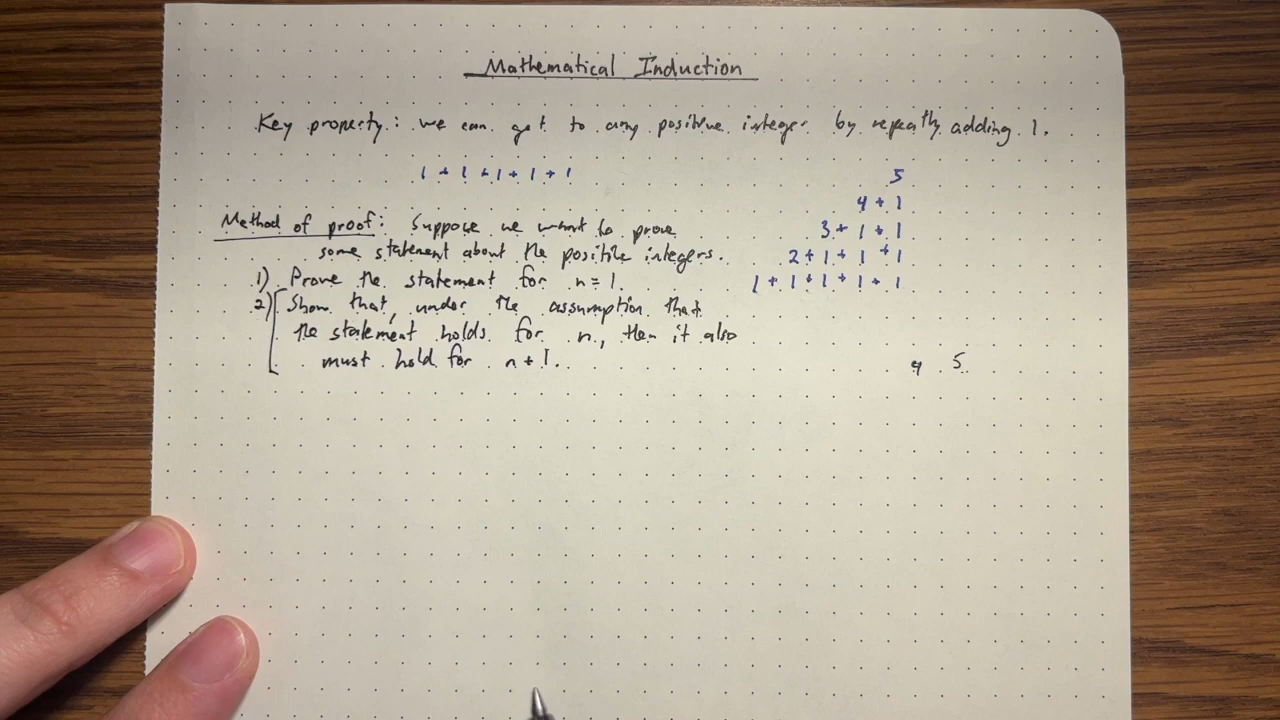 Mathematical Induction
Key property: we can get to any positive integer by repeatly adding 1.
1 + 1 + 1 + 1 + 1
5
4 + 1
3 + 1 + 1
2 + 1 + 1 + 1
1 + 1 + 1 + 1 + 1
Method of proof: Suppose we want to prove
some statement about the positive integers.
1) Prove the statement for n = 1.
2) Show that, under the assumption that
the statement holds for n, then it also
must hold for n + 1.
4 5